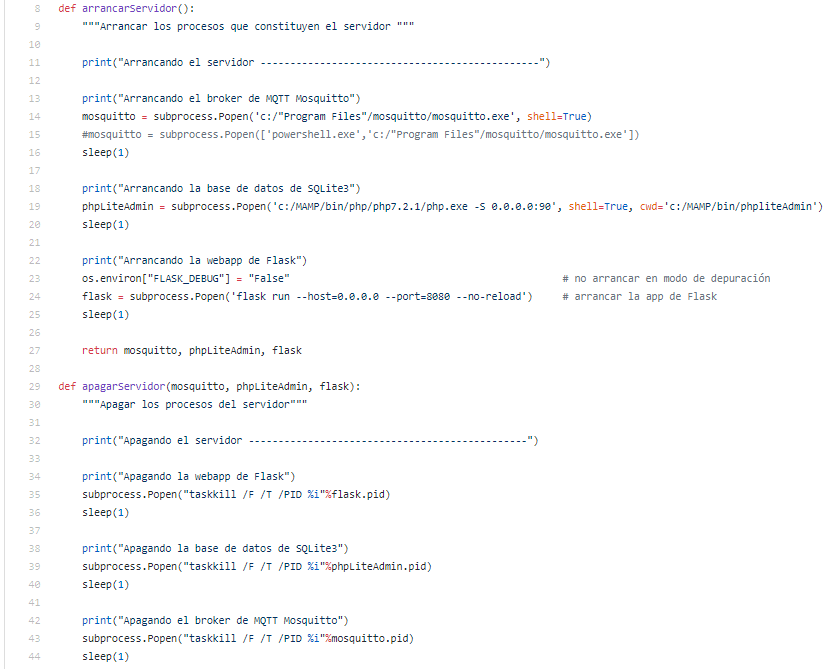 8 def arrancarServidor():
9 """Arrancar los procesos que constituyen el servidor """
10
11 print("Arrancando el servidor -----------------------------------------------")
12
13 print("Arrancando el broker de MQTT Mosquitto")
14 mosquitto = subprocess.Popen('c:/"Program Files"/mosquitto/mosquitto.exe', shell=True)
15 #mosquitto = subprocess.Popen(['powershell.exe','c:/"Program Files"/mosquitto/mosquitto.exe'])
16 sleep(1)
17
18 print("Arrancando la base de datos de SQLite3")
19 phpLiteAdmin = subprocess.Popen('c:/MAMP/bin/php/php7.2.1/php.exe -S 0.0.0.0:90', shell=True, cwd='c:/MAMP/bin/phpliteAdmin')
20 sleep(1)
21
22 print("Arrancando la webapp de Flask")
23 os.environ["FLASK_DEBUG"] = "False" # no arrancar en modo de depuración
24 flask = subprocess.Popen('flask run --host=0.0.0.0 --port=8080 --no-reload') # arrancar la app de Flask
25 sleep(1)
26
27 return mosquitto, phpLiteAdmin, flask
28
29 def apagarServidor(mosquitto, phpLiteAdmin, flask):
30 """Apagar los procesos del servidor"""
31
32 print("Apagando el servidor -----------------------------------------------")
33
34 print("Apagando la webapp de Flask")
35 subprocess.Popen("taskkill /F /T /PID %i"%flask.pid)
36 sleep(1)
37
38 print("Apagando la base de datos de SQLite3")
39 subprocess.Popen("taskkill /F /T /PID %i"%phpLiteAdmin.pid)
40 sleep(1)
41
42 print("Apagando el broker de MQTT Mosquitto")
43 subprocess.Popen("taskkill /F /T /PID %i"%mosquitto.pid)
44 sleep(1)